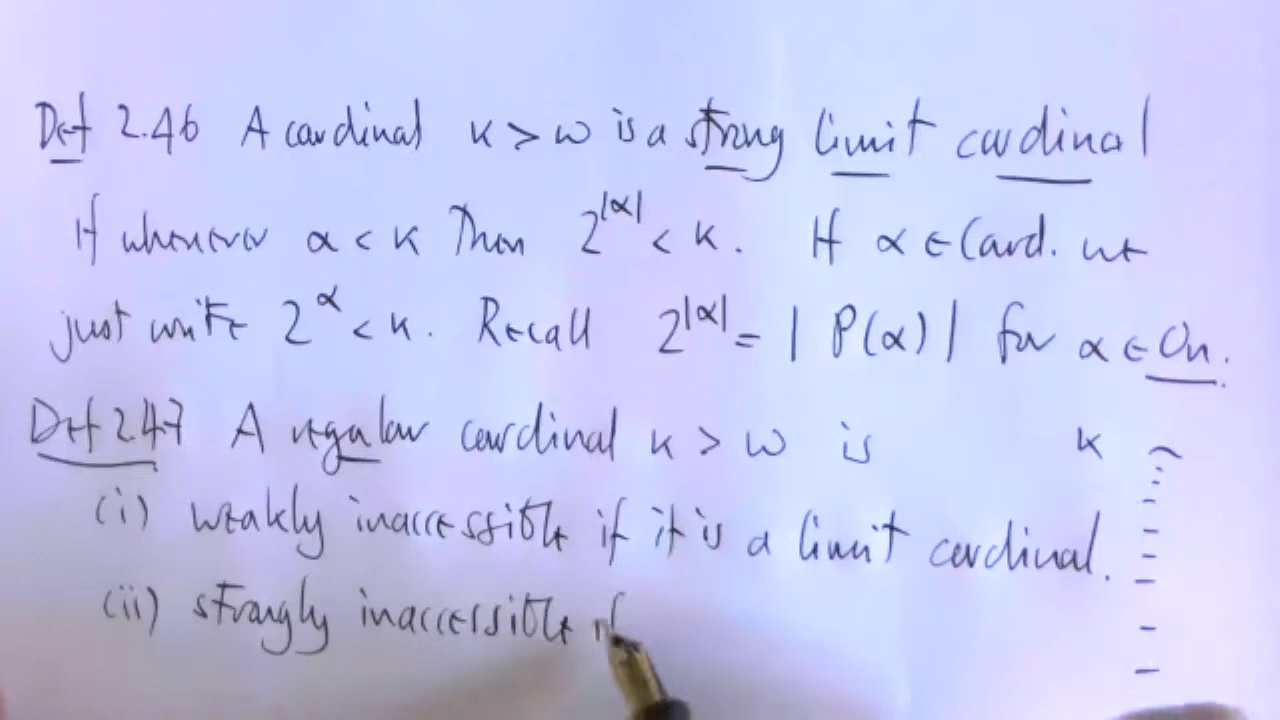 Def 2.46 A cardinal κ > ω is a strong limit cardinal
if whenever α < κ Then 2^|α| < κ. If α ∈ Card. we
just write 2^α < κ. Recall 2^|α| = | P(α) | for α ∈ On.
Def 2.47 A regular cardinal κ > ω is κ
(i) weakly inaccessible if it is a limit cardinal.
(ii) strongly inaccessible if